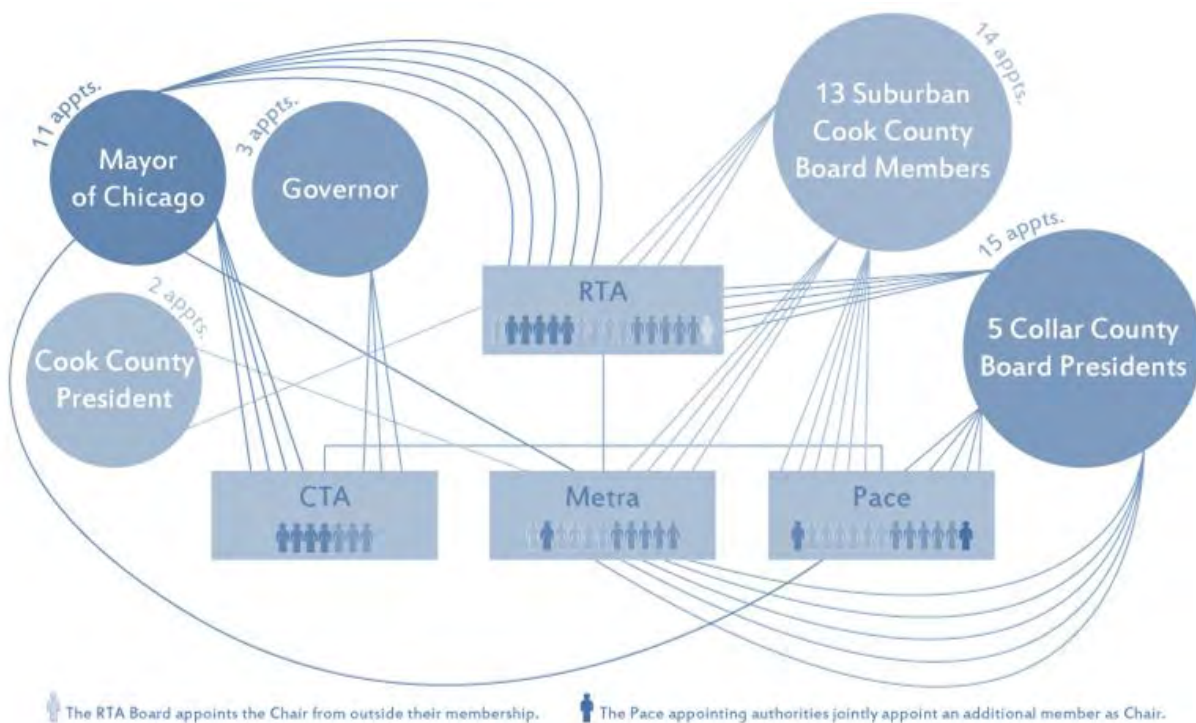 11 appts.
Mayor
of Chicago
3 appts.
Governor
14 appts.
13 Suburban
Cook County
Board Members
15 appts.
5 Collar County
Board Presidents
2 appts.
Cook County
President
RTA
CTA
Metra
Pace
The RTA Board appoints the Chair from outside their membership.
The Pace appointing authorities jointly appoint an additional member as Chair.